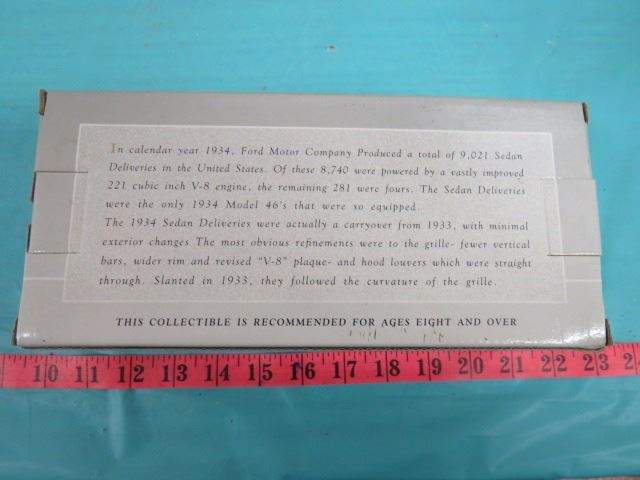 In calendar year 1934, Ford Motor Company Produced a total of 9,021 Sedan
Deliveries in the United States. Of these 8,740 were powered by a vastly improved
221 cubic inch V-8 engine, the remaining 281 were fours. The Sedan Deliveries
were the only 1934 Model 46's that were so equipped.
The 1934 Sedan Deliveries were actually a carryover from 1933, with minimal
exterior changes The most obvious refinements were to the grille- fewer vertical
bars, wider rim and revised "V-8" plaque- and hood louvers which were straight
through. Slanted in 1933, they followed the curvature of the grille.
THIS COLLECTIBLE IS RECOMMENDED FOR AGES EIGHT AND OVER
10 11 12 13 14 15 16 17 18 19 20 21 22 23 2